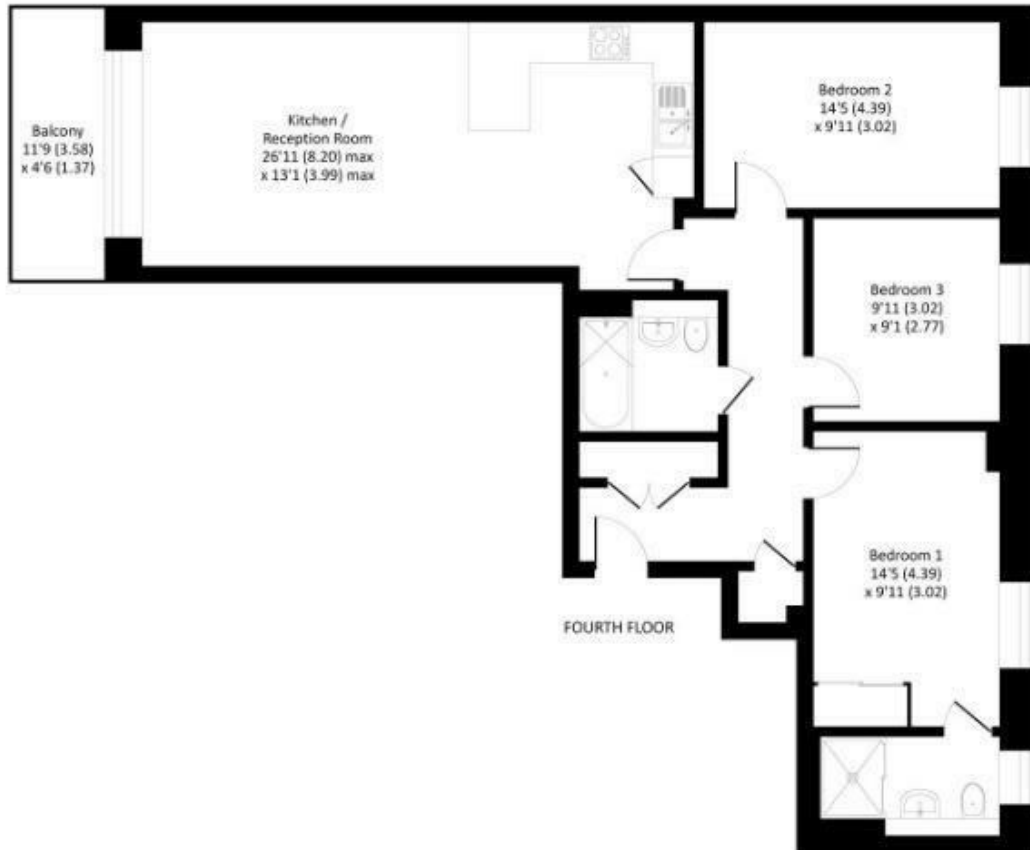 Balcony
11'9 (3.58)
x 4'6 (1.37)
Kitchen /
Reception Room
26'11 (8.20) max
x 13'1 (3.99) max
Bedroom 2
14'5 (4.39)
x 9'11 (3.02)
Bedroom 3
9'11 (3.02)
x 9'1 (2.77)
Bedroom 1
14'5 (4.39)
x 9'11 (3.02)
FOURTH FLOOR